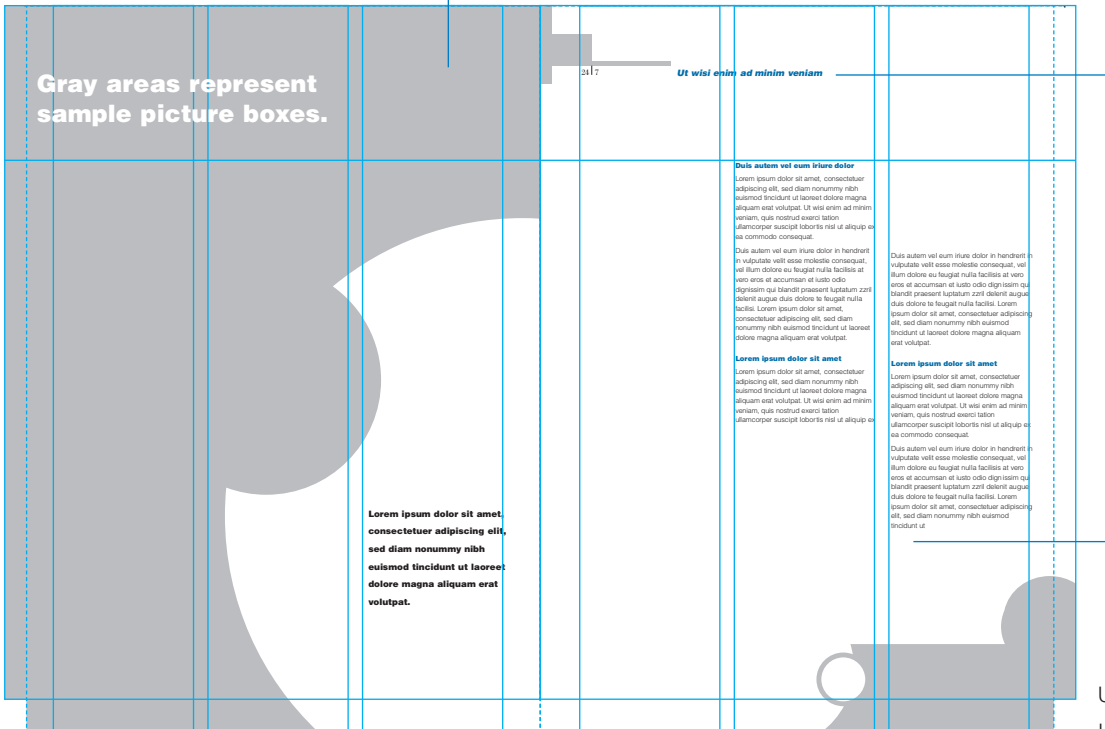 Gray areas represent
sample picture boxes.
24 7
Ut wisi enim ad minim veniam
Lorem ipsum dolor sit amet,
consectetuer adipiscing elit,
sed diam nonummy nibh
euismod tincidunt ut laoreet
dolore magna aliquam erat
volutpat.
Duis autem vel eum iriure dolor
Lorem ipsum dolor sit amet, consectetuer
adipiscing elit, sed diam nonummy nibh
euismod tincidunt ut laoreet dolore magna
aliquam erat volutpat. Ut wisi enim ad minim
veniam, quis nostrud exerci tation
ullamcorper suscipit lobortis nisl ut aliquip ex
ea commodo consequat.
Duis autem vel eum iriure dolor in hendrerit
in vulputate velit esse molestie consequat,
vel illum dolore eu feugiat nulla facilisis at
vero eros et accumsan et iusto odio
dignissim qui blandit praesent luptatum zzril
delenit augue duis dolore te feugait nulla
facilisi. Lorem ipsum dolor sit amet,
consectetuer adipiscing elit, sed diam
nonummy nibh euismod tincidunt ut laoreet
dolore magna aliquam erat volutpat.
Lorem ipsum dolor sit amet
Lorem ipsum dolor sit amet, consectetuer
adipiscing elit, sed diam nonummy nibh
euismod tincidunt ut laoreet dolore magna
aliquam erat volutpat. Ut wisi enim ad minim
veniam, quis nostrud exerci tation
ullamcorper suscipit lobortis nisl ut aliquip ex
Duis autem vel eum iriure dolor in hendrerit in
vulputate velit esse molestie consequat, vel
illum dolore eu feugiat nulla facilisis at vero
eros et accumsan et iusto odio dignissim qui
blandit praesent luptatum zzril delenit augue
duis dolore te feugait nulla facilisi. Lorem
ipsum dolor sit amet, consectetuer adipiscing
elit, sed diam nonummy nibh euismod
tincidunt ut laoreet dolore magna aliquam
erat volutpat.
Lorem ipsum dolor sit amet
Lorem ipsum dolor sit amet, consectetuer
adipiscing elit, sed diam nonummy nibh
euismod tincidunt ut laoreet dolore magna
aliquam erat volutpat. Ut wisi enim ad minim
veniam, quis nostrud exerci tation
ullamcorper suscipit lobortis nisl ut aliquip ex
ea commodo consequat.
Duis autem vel eum iriure dolor in hendrerit in
vulputate velit esse molestie consequat, vel
illum dolore eu feugiat nulla facilisis at vero
eros et accumsan et iusto odio dignissim qui
blandit praesent luptatum zzril delenit augue
duis dolore te feugait nulla facilisi. Lorem
ipsum dolor sit amet, consectetuer adipiscing
elit, sed diam nonummy nibh euismod
tincidunt ut